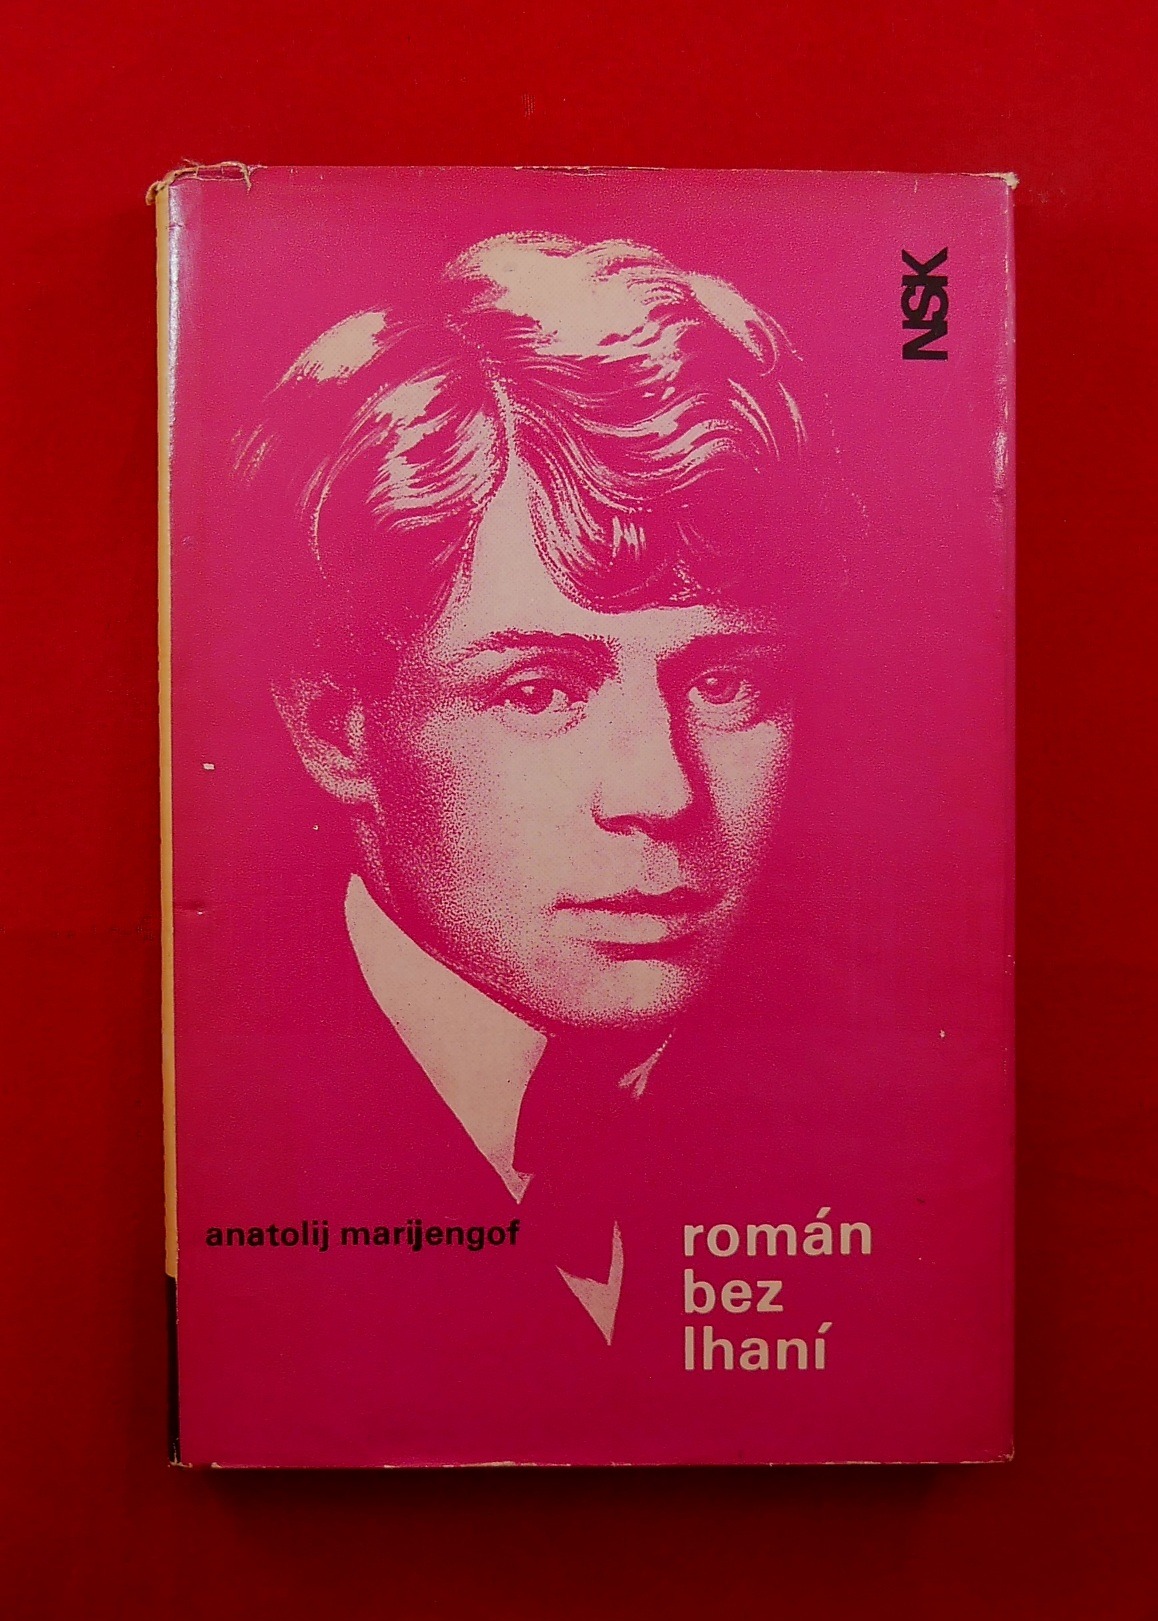 NSK
anatolij marijengof
román
bez
lhaní